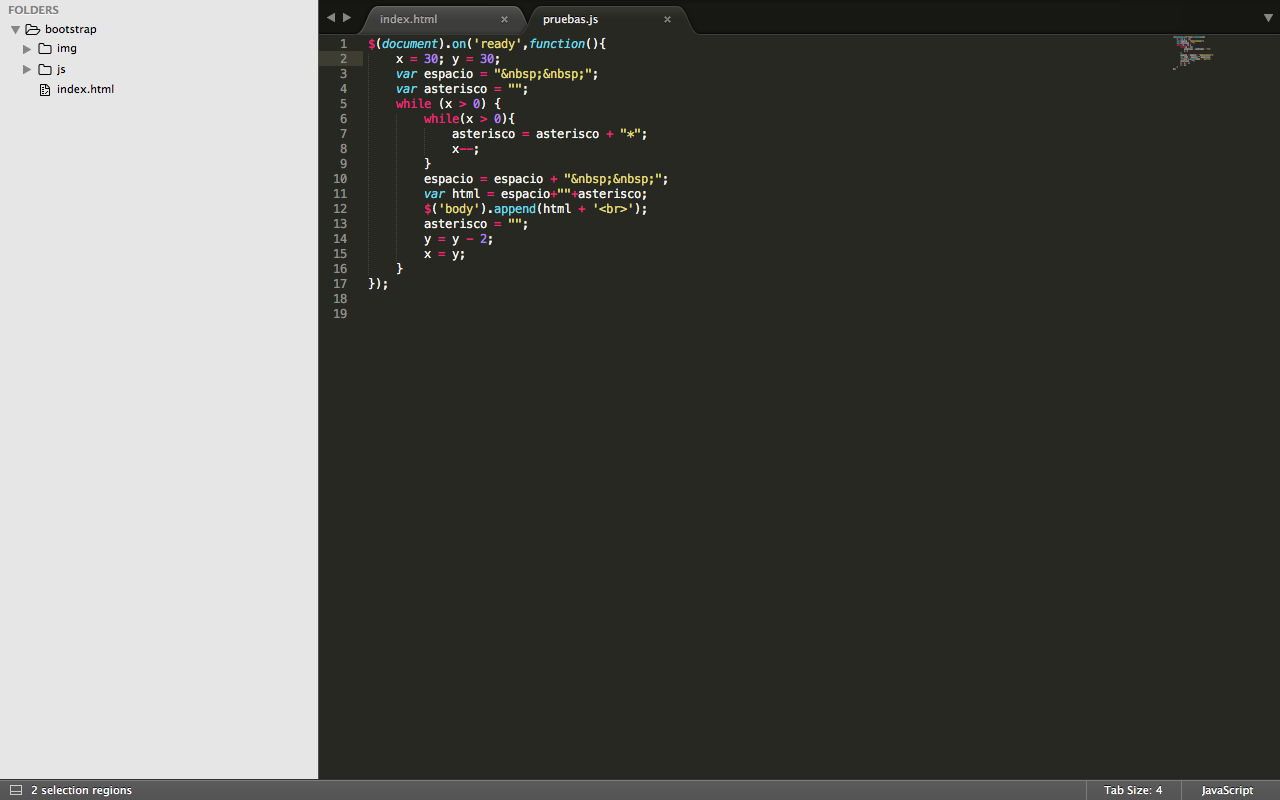 FOLDERS
bootstrap
img
js
index.html
index.html × pruebas.js ×
1 $(document).on('ready',function(){
2 x = 30; y = 30;
3 var espacio = "&nbsp;&nbsp;";
4 var asterisco = "";
5 while (x > 0) {
6 while(x > 0){
7 asterisco = asterisco + "*";
8 x--;
9 }
10 espacio = espacio + "&nbsp;&nbsp;";
11 var html = espacio+""+asterisco;
12 $('body').append(html + '<br>');
13 asterisco = "";
14 y = y - 2;
15 x = y;
16 }
17 });
18
19
2 selection regions Tab Size: 4 JavaScript